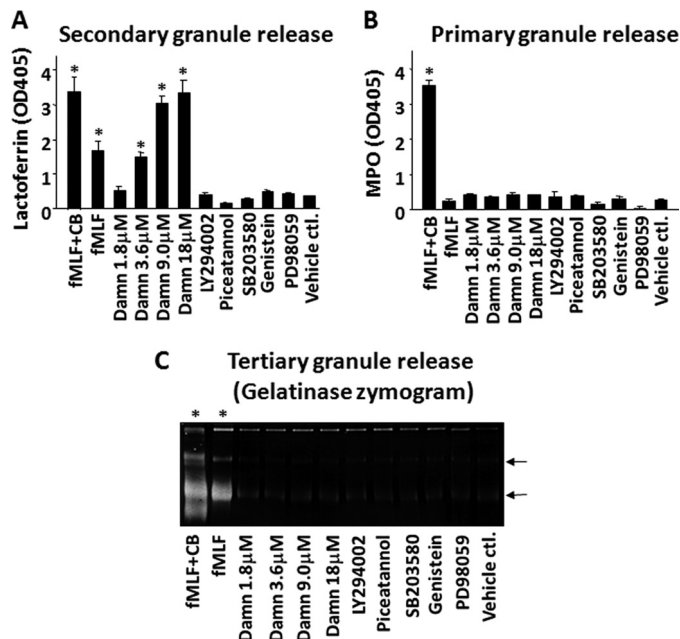 A
Secondary granule release
Lactoferrin (OD405)
4
3
2
1
0
*
*
*
*
*
fMLF+CB
fMLF
Damn 1.8μM
Damn 3.6μM
Damn 9.0μM
Damn 18μM
LY294002
Piceatannol
SB203580
Genistein
PD98059
Vehicle ctl.
B
Primary granule release
MPO (OD405)
4
3
2
1
0
*
fMLF+CB
fMLF
Damn 1.8μM
Damn 3.6μM
Damn 9.0μM
Damn 18μM
LY294002
Piceatannol
SB203580
Genistein
PD98059
Vehicle ctl.
C
Tertiary granule release
(Gelatinase zymogram)
* *
fMLF+CB
fMLF
Damn 1.8μM
Damn 3.6μM
Damn 9.0μM
Damn 18μM
LY294002
Piceatannol
SB203580
Genistein
PD98059
Vehicle ctl.